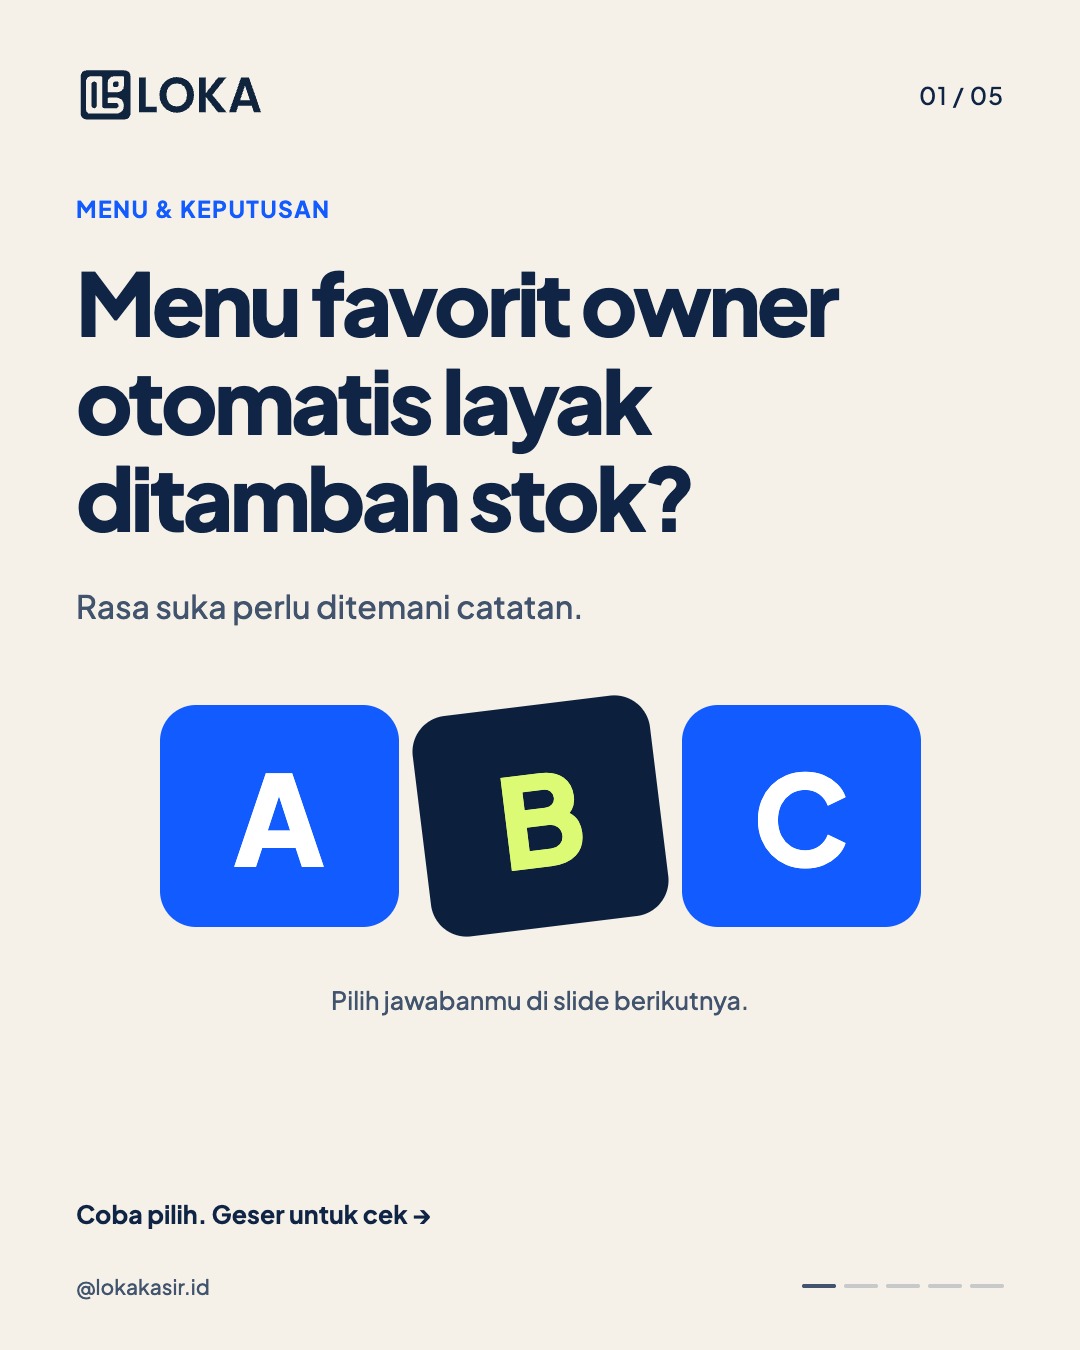 LOKA
01 / 05
MENU & KEPUTUSAN
Menu favorit owner
otomatis layak
ditambah stok?
Rasa suka perlu ditemani catatan.
A
B
C
Pilih jawabanmu di slide berikutnya.
Coba pilih. Geser untuk cek →
@lokakasir.id